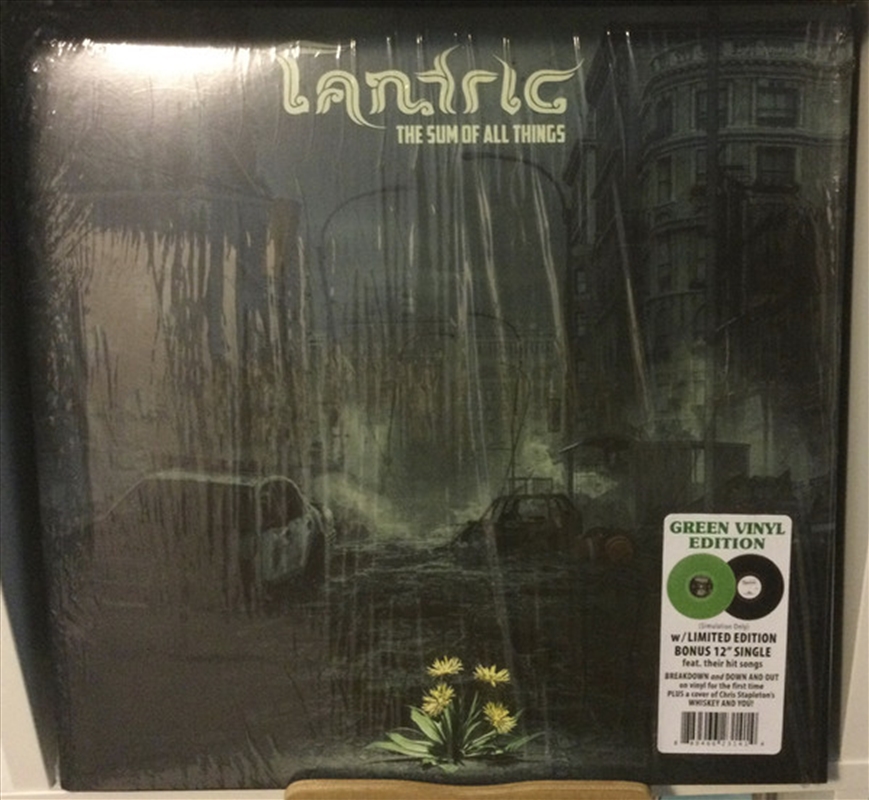 Tantric
THE SUM OF ALL THINGS
GREEN VINYL
EDITION
(Simulation Only)
w/LIMITED EDITION
BONUS 12" SINGLE
feat. their hit songs
BREAKDOWN and DOWN AND OUT
on vinyl for the first time
PLUS a cover of Chris Stapleton's
WHISKEY AND YOU!